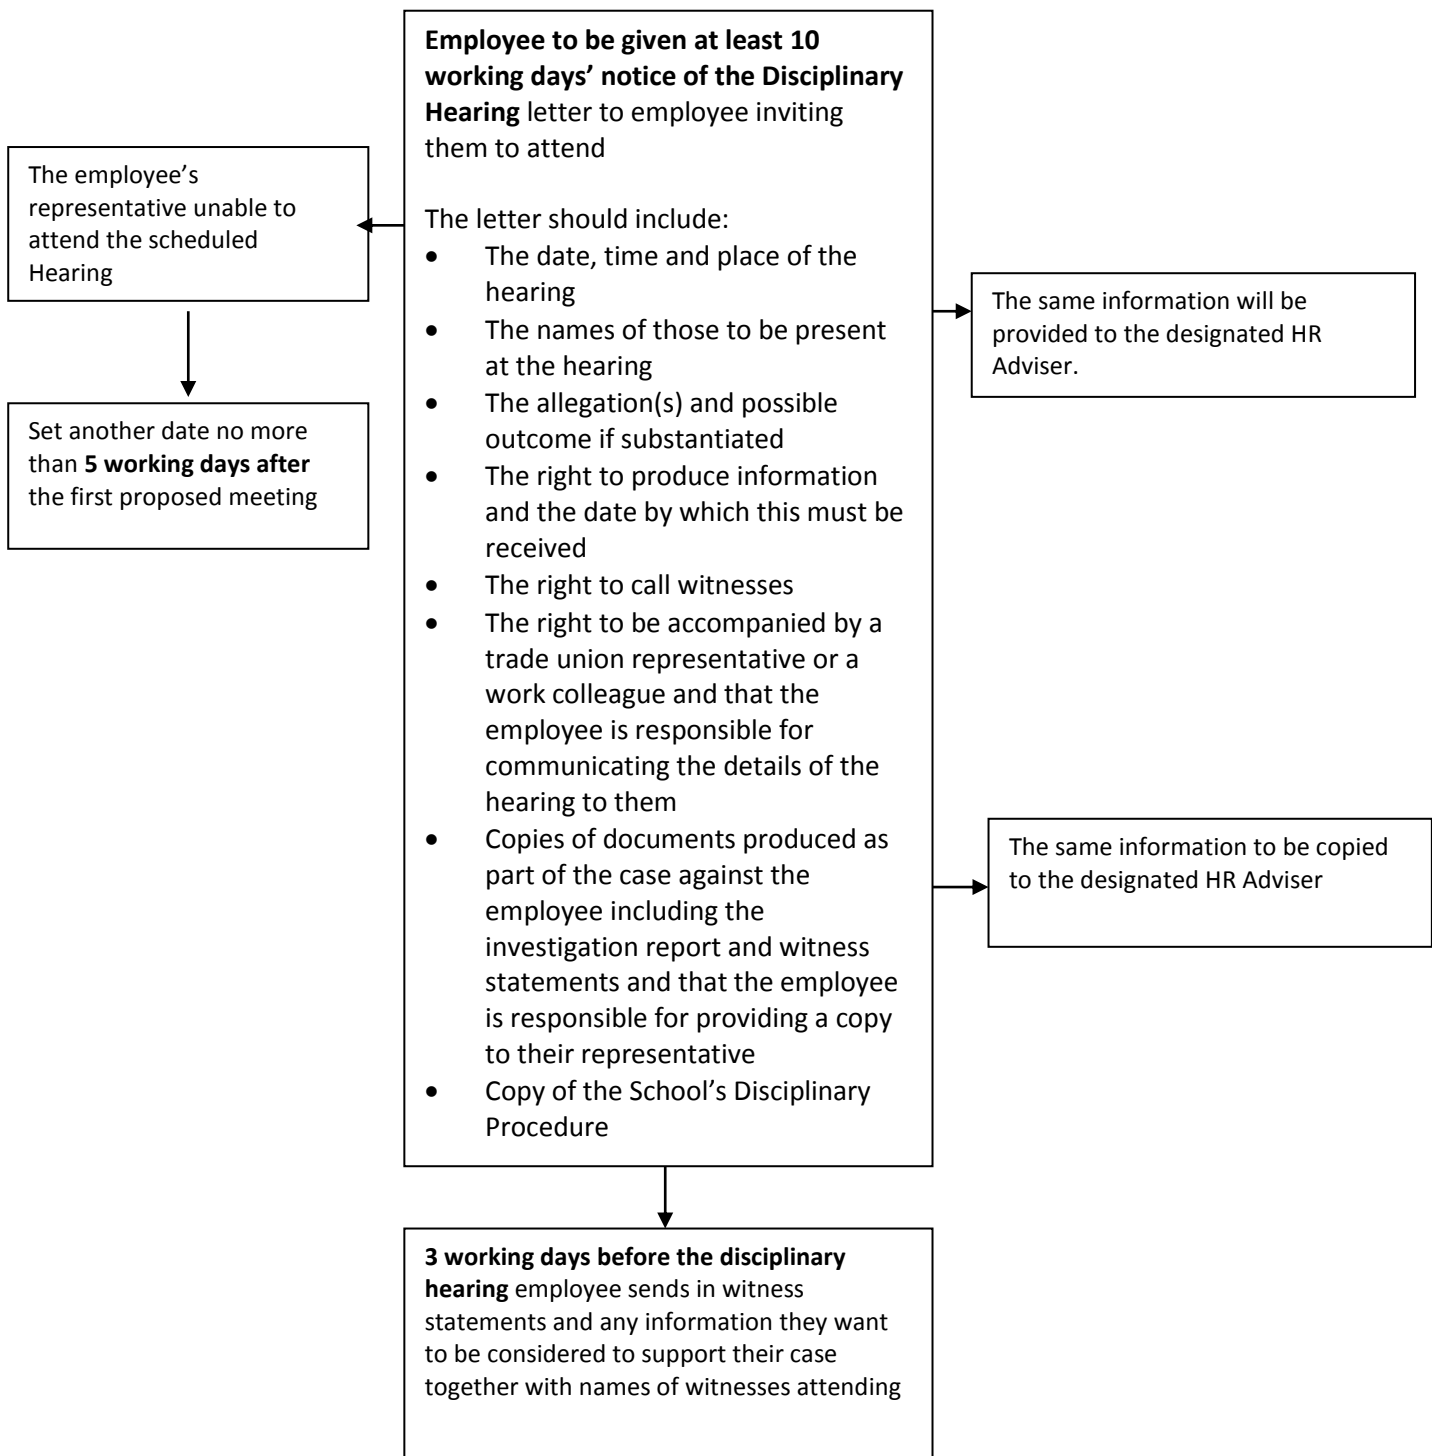 Employee to be given at least 10
working days’ notice of the Disciplinary
Hearing letter to employee inviting
them to attend
The letter should include:
• The date, time and place of the
hearing
• The names of those to be present
at the hearing
• The allegation(s) and possible
outcome if substantiated
• The right to produce information
and the date by which this must be
received
• The right to call witnesses
• The right to be accompanied by a
trade union representative or a
work colleague and that the
employee is responsible for
communicating the details of the
hearing to them
• Copies of documents produced as
part of the case against the
employee including the
investigation report and witness
statements and that the employee
is responsible for providing a copy
to their representative
• Copy of the School’s Disciplinary
Procedure
The employee’s
representative unable to
attend the scheduled
Hearing
Set another date no more
than 5 working days after
the first proposed meeting
The same information will be
provided to the designated HR
Adviser.
The same information to be copied
to the designated HR Adviser
3 working days before the disciplinary
hearing employee sends in witness
statements and any information they want
to be considered to support their case
together with names of witnesses attending